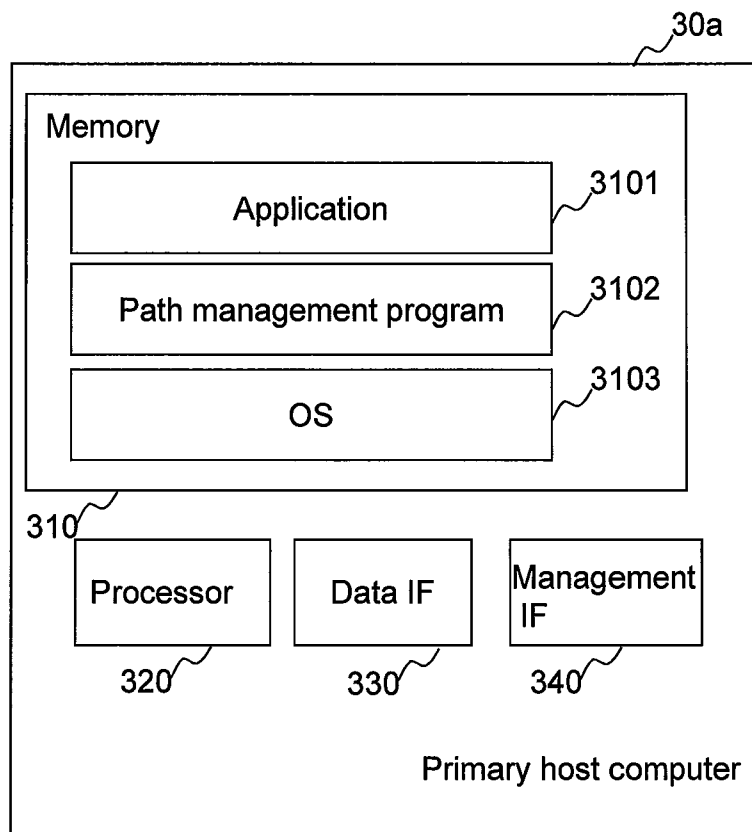 30a
Memory
Application
3101
Path management program
3102
OS
3103
310
Processor
Data IF
Management
IF
320
330
340
Primary host computer